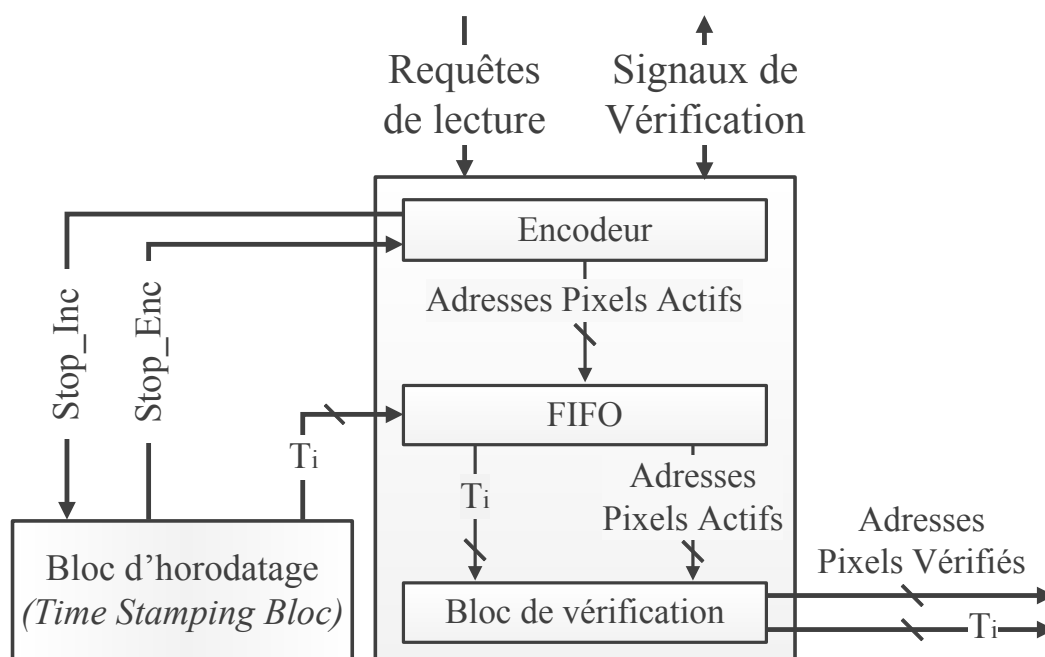 Requêtes
de lecture
Signaux de
Vérification
Encodeur
Adresses Pixels Actifs
Stop_Inc
Stop_Enc
FIFO
Ti
Ti
Adresses
Pixels Actifs
Bloc d’horodatage
(Time Stamping Bloc)
Bloc de vérification
Adresses
Pixels Vérifiés
Ti